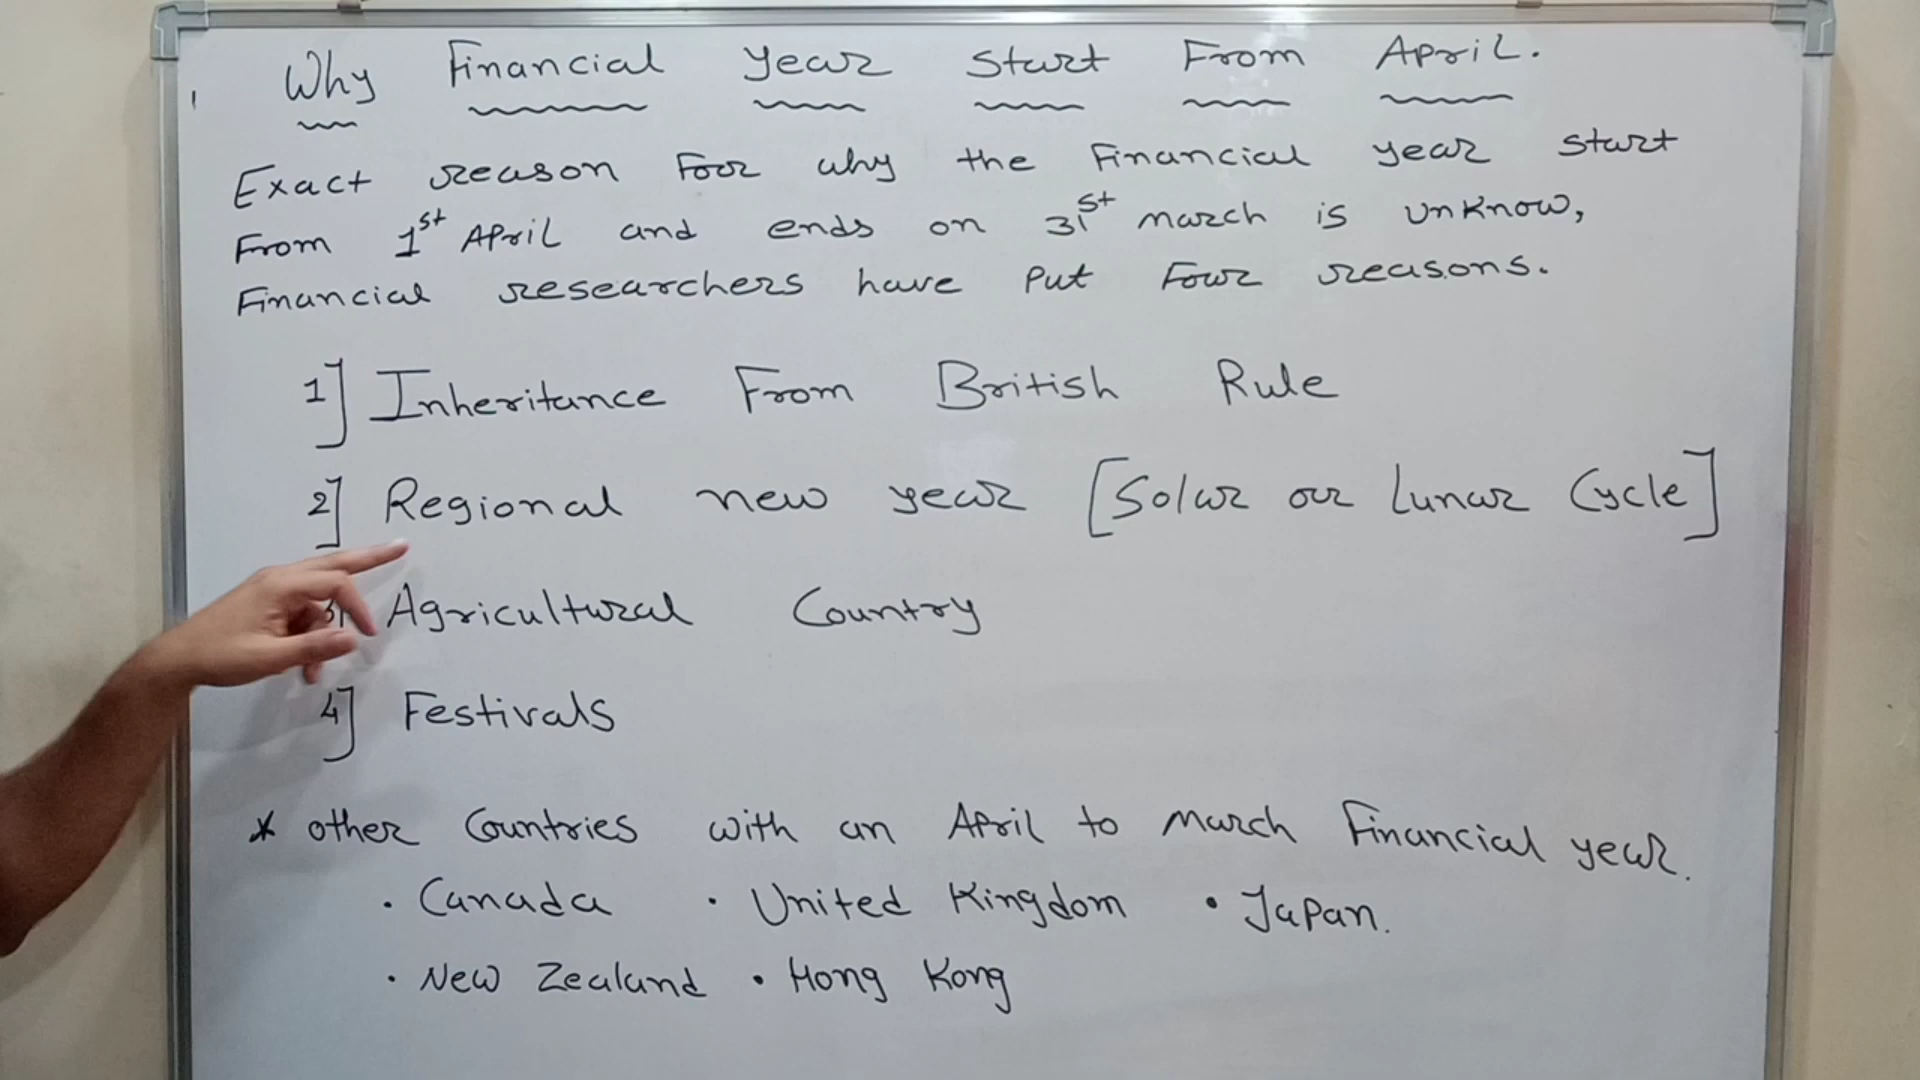 Why Financial Year Start From April.
Exact reason For why the Financial year start
From 1st April and ends on 31st march is unknow,
Financial researchers have put Four reasons.
1] Inheritance From British Rule
2] Regional new year [Solar or Lunar Cycle]
3] Agricultural Country
4] Festivals
* other Countries with an April to march Financial year.
• Canada • United Kingdom • Japan.
• New Zealand • Hong Kong